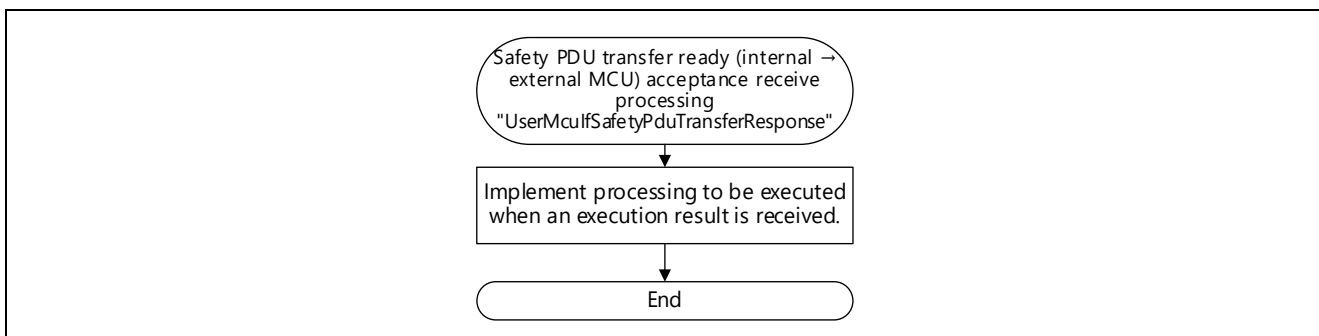 Safety PDU transfer ready (internal →
external MCU) acceptance receive
processing
"UserMcuIfSafetyPduTransferResponse"
Implement processing to be executed
when an execution result is received.
End